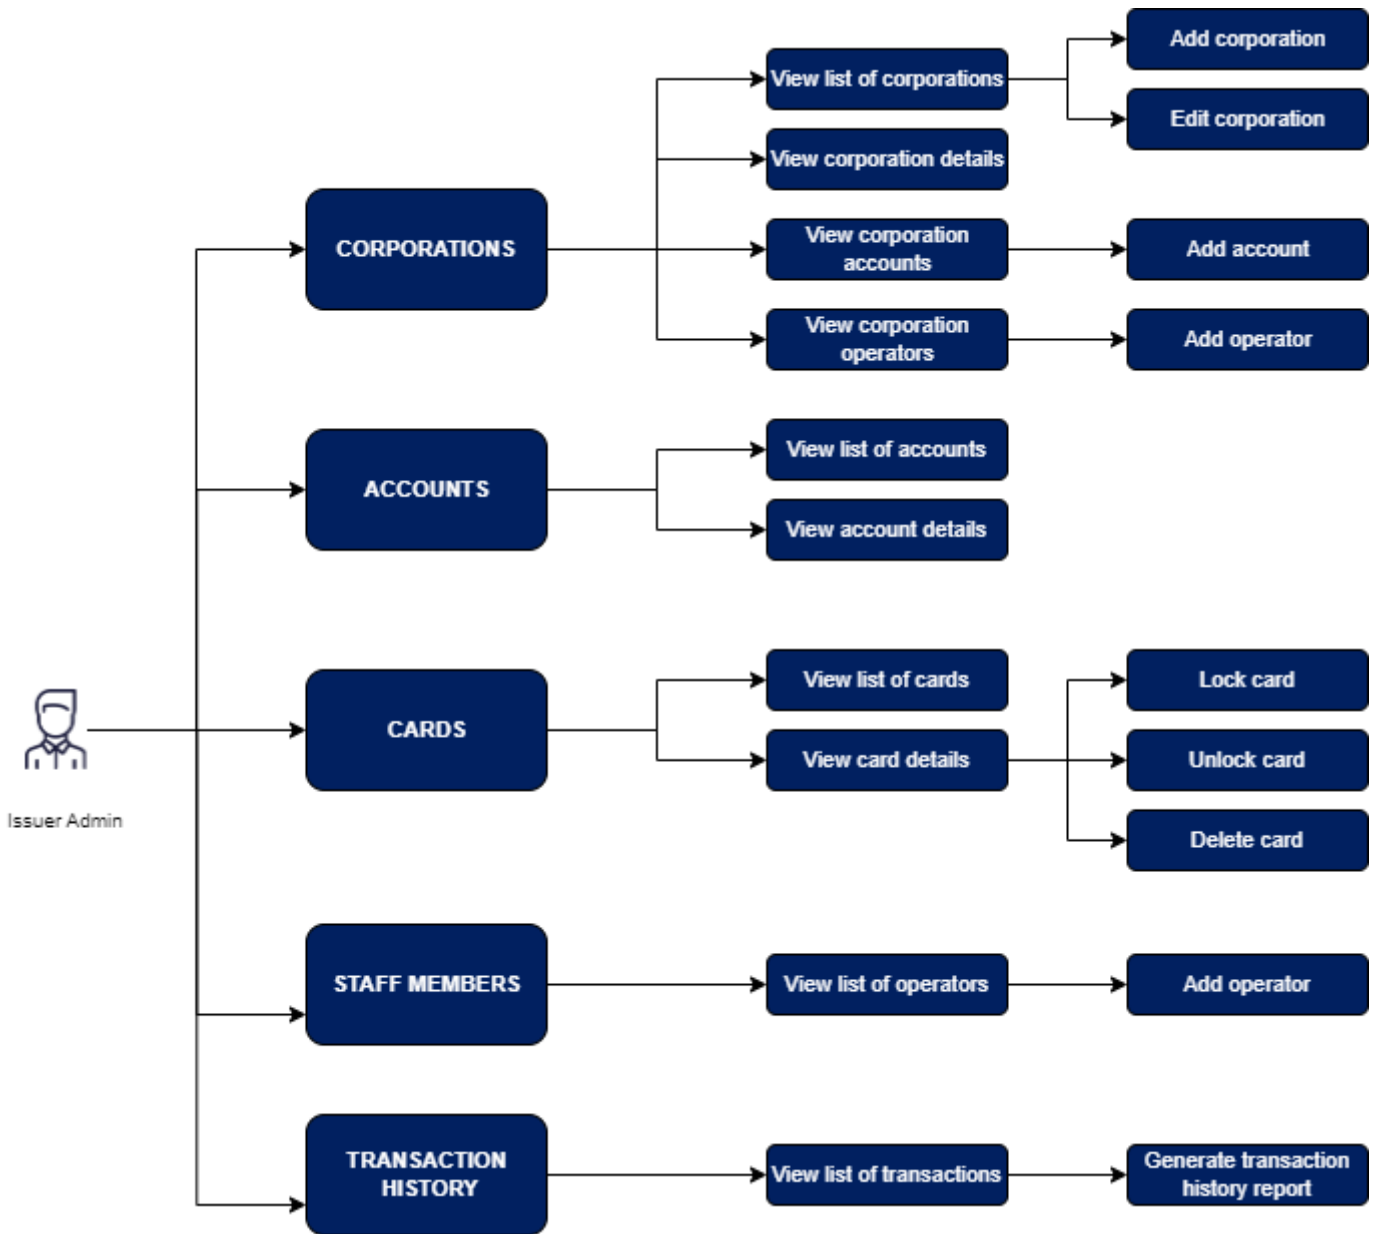 Issuer Admin
CORPORATIONS
View list of corporations
Add corporation
Edit corporation
View corporation details
View corporation
accounts
Add account
View corporation
operators
Add operator
ACCOUNTS
View list of accounts
View account details
CARDS
View list of cards
View card details
Lock card
Unlock card
Delete card
STAFF MEMBERS
View list of operators
Add operator
TRANSACTION
HISTORY
View list of transactions
Generate transaction
history report